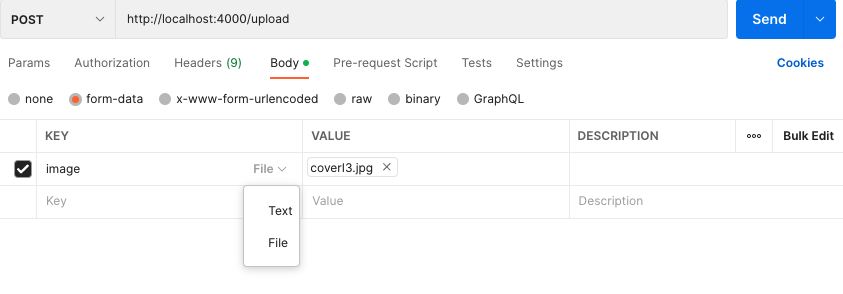 POST http://localhost:4000/upload Send
Params Authorization Headers (9) Body Pre-request Script Tests Settings Cookies
none form-data x-www-form-urlencoded raw binary GraphQL
KEY VALUE DESCRIPTION ooo Bulk Edit
image File coverl3.jpg ×
Key Value Description
Text
File